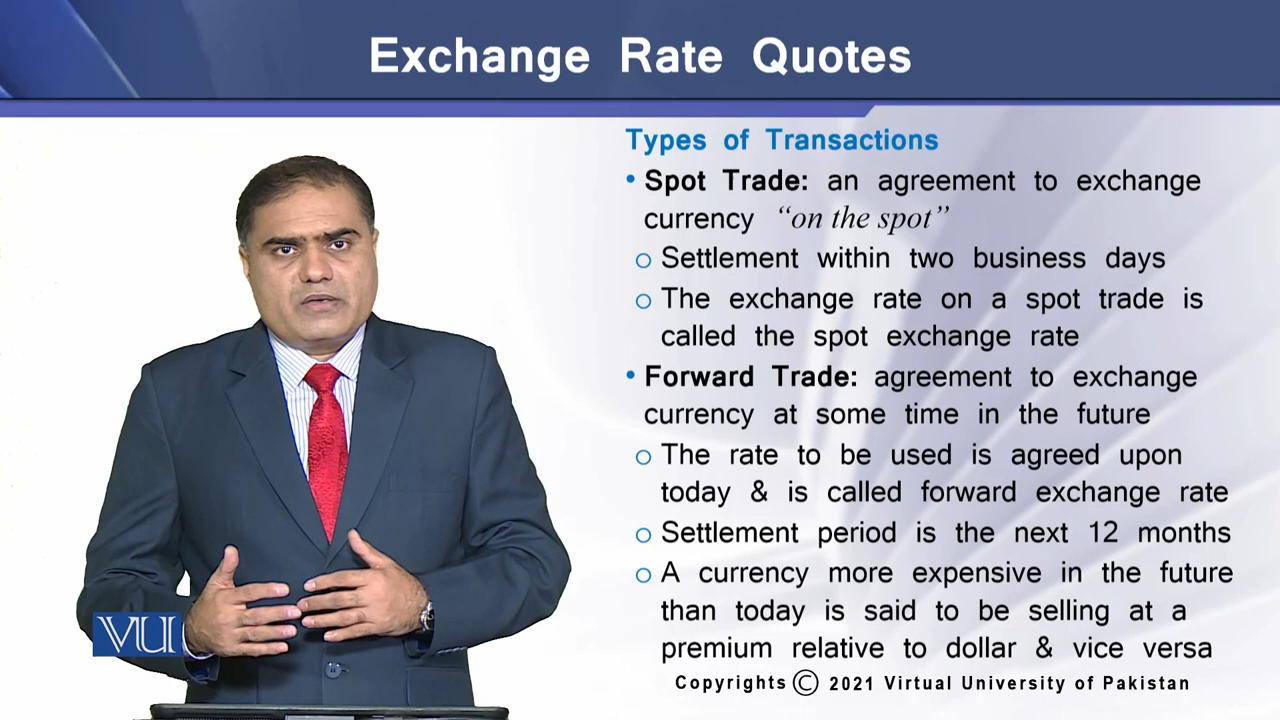 Exchange Rate Quotes
Types of Transactions
• Spot Trade: an agreement to exchange
currency “on the spot”
o Settlement within two business days
o The exchange rate on a spot trade is
called the spot exchange rate
• Forward Trade: agreement to exchange
currency at some time in the future
o The rate to be used is agreed upon
today & is called forward exchange rate
o Settlement period is the next 12 months
o A currency more expensive in the future
than today is said to be selling at a
premium relative to dollar & vice versa
VU
Copyrights © 2021 Virtual University of Pakistan